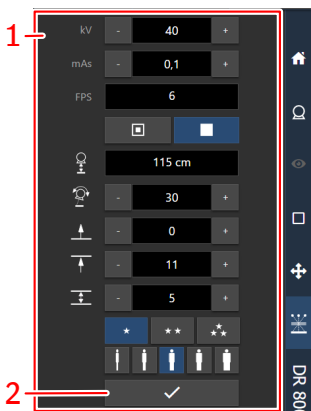 1
kV - 40 +
mAs - 0,1 +
FPS 6
115 cm
- 30 +
- 0 +
- 11 +
- 5 +
2
DR 80